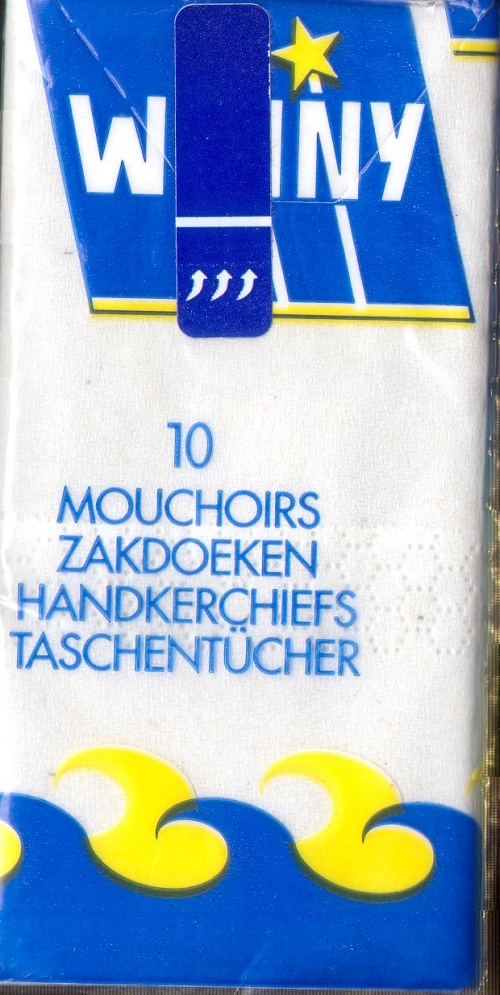 10
MOUCHOIRS
ZAKDOEKEN
HANDKERCHIEFS
TASCHENTÜCHER